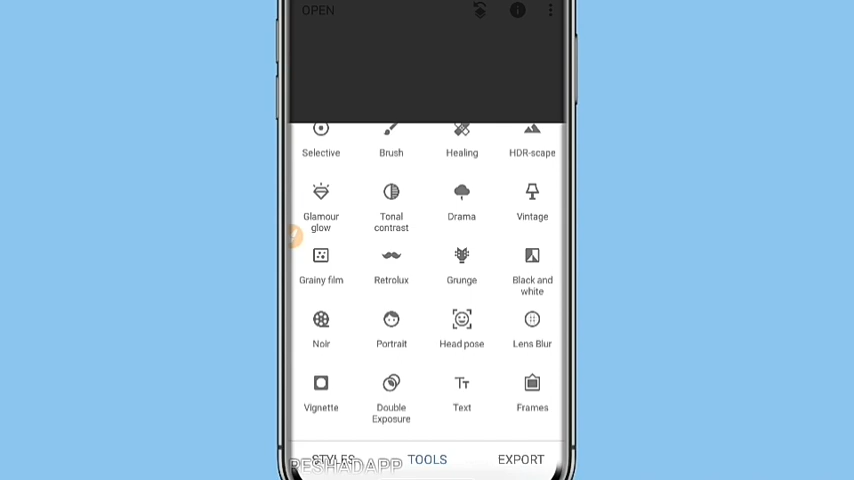 OPEN
Selective Brush Healing HDR-scape
Glamour glow Tonal contrast Drama Vintage
Grainy film Retrolux Grunge Black and white
Noir Portrait Head pose Lens Blur
Vignette Double Exposure Text Frames
STYLES TOOLS EXPORT
RESHADAPP